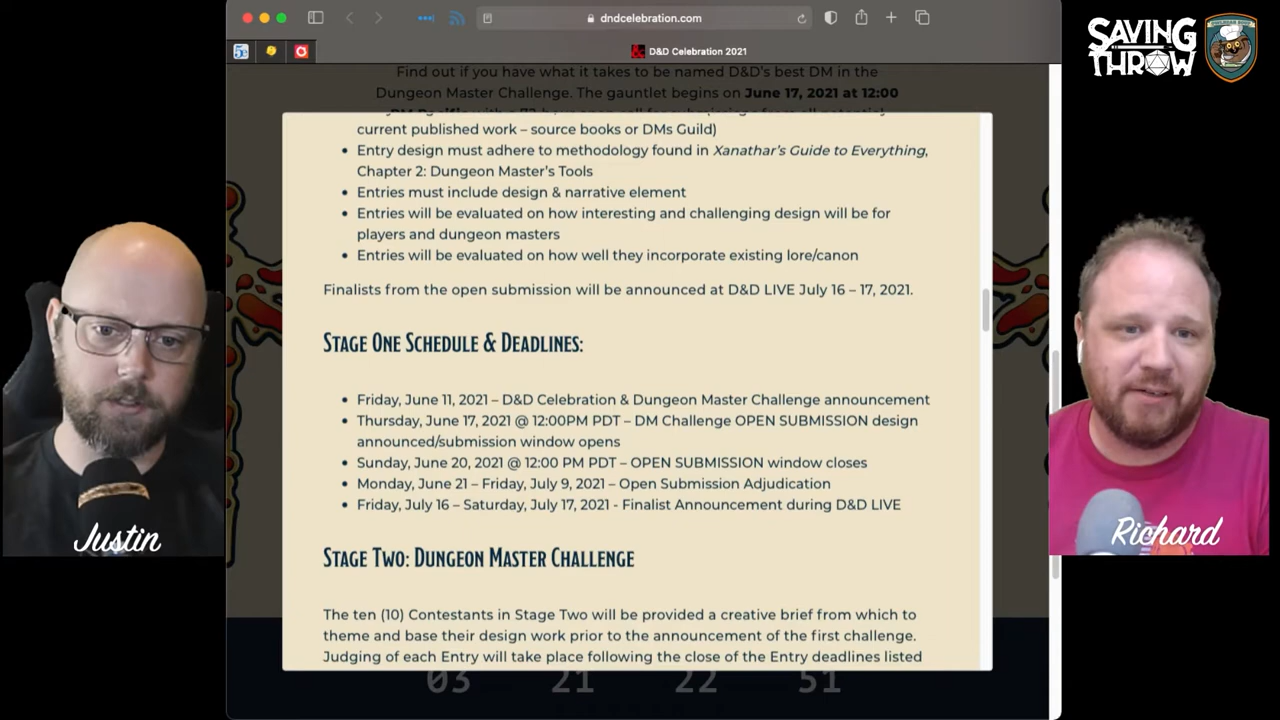 dndcelebration.com
D&D Celebration 2021
SAVING THROW
Find out if you have what it takes to be named D&D's best DM in the
Dungeon Master Challenge. The gauntlet begins on June 17, 2021 at 12:00
current published work – source books or DMs Guild)
• Entry design must adhere to methodology found in Xanathar's Guide to Everything,
Chapter 2: Dungeon Master's Tools
• Entries must include design & narrative element
• Entries will be evaluated on how interesting and challenging design will be for
players and dungeon masters
• Entries will be evaluated on how well they incorporate existing lore/canon
Finalists from the open submission will be announced at D&D LIVE July 16 – 17, 2021.
STAGE ONE SCHEDULE & DEADLINES:
• Friday, June 11, 2021 – D&D Celebration & Dungeon Master Challenge announcement
• Thursday, June 17, 2021 @ 12:00PM PDT – DM Challenge OPEN SUBMISSION design
announced/submission window opens
• Sunday, June 20, 2021 @ 12:00 PM PDT – OPEN SUBMISSION window closes
• Monday, June 21 – Friday, July 9, 2021 – Open Submission Adjudication
• Friday, July 16 – Saturday, July 17, 2021 - Finalist Announcement during D&D LIVE
STAGE TWO: DUNGEON MASTER CHALLENGE
The ten (10) Contestants in Stage Two will be provided a creative brief from which to
theme and base their design work prior to the announcement of the first challenge.
Judging of each Entry will take place following the close of the Entry deadlines listed
03 21 22 51
Justin
Richard